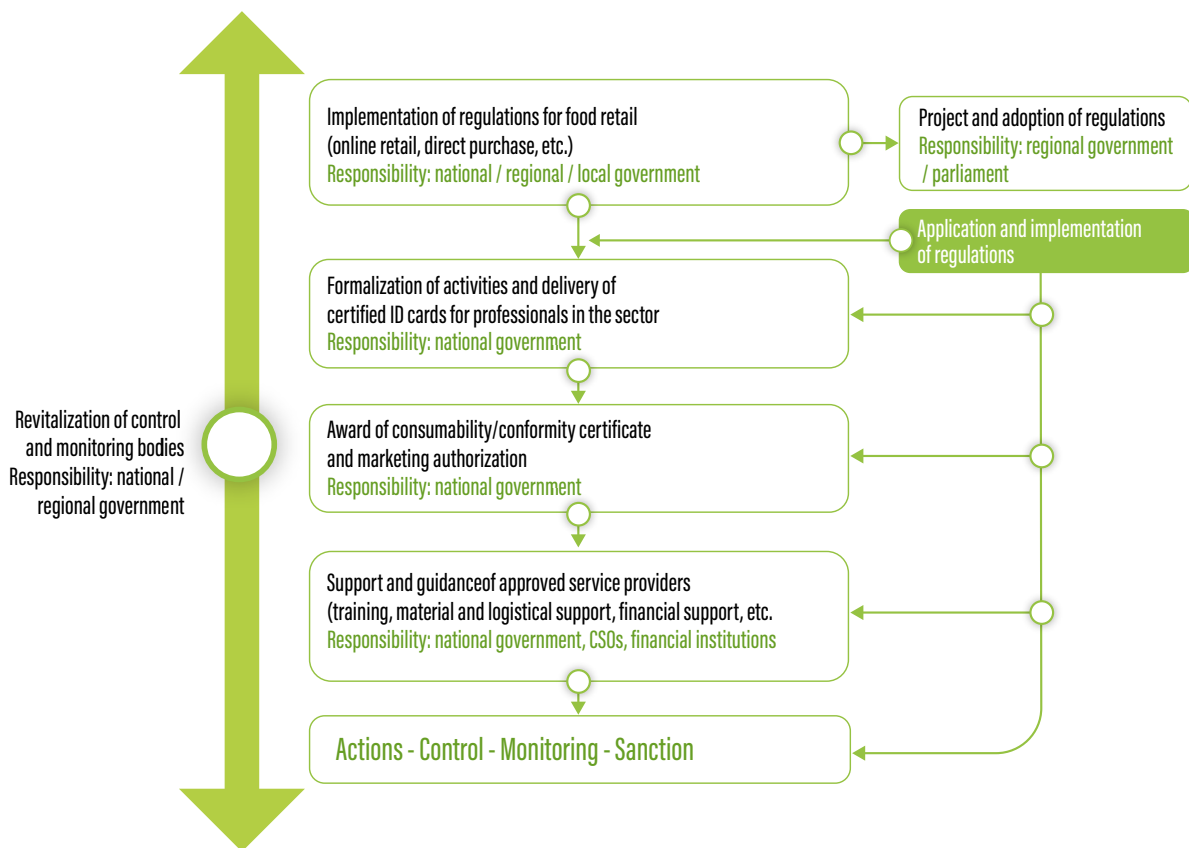 Implementation of regulations for food retail
(online retail, direct purchase, etc.)
Responsibility: national / regional / local government
Project and adoption of regulations
Responsibility: regional government
/ parliament
Application and implementation
of regulations
Formalization of activities and delivery of
certified ID cards for professionals in the sector
Responsibility: national government
Revitalization of control
and monitoring bodies
Responsibility: national /
regional government
Award of consumability/conformity certificate
and marketing authorization
Responsibility: national government
Support and guidanceof approved service providers
(training, material and logistical support, financial support, etc.
Responsibility: national government, CSOs, financial institutions
Actions - Control - Monitoring - Sanction